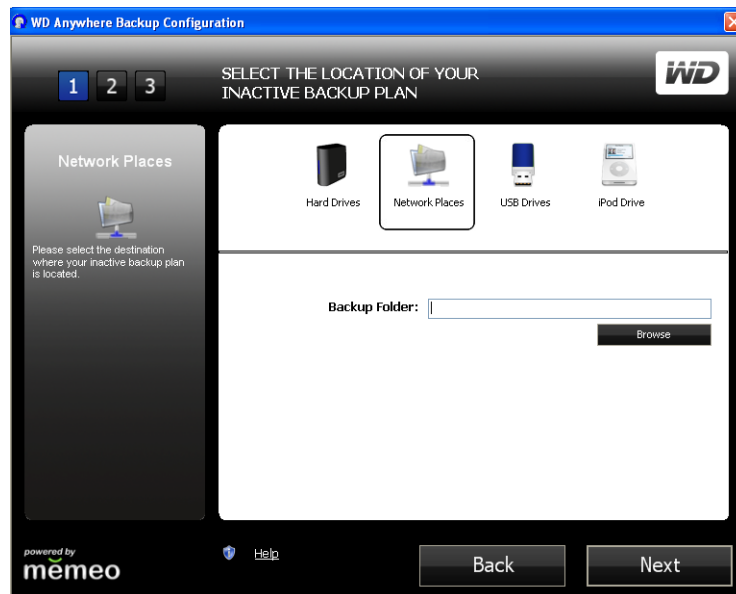 WD Anywhere Backup Configuration
1 2 3
SELECT THE LOCATION OF YOUR
INACTIVE BACKUP PLAN
WD
Network Places
Please select the destination
where your inactive backup plan
is located.
Hard Drives
Network Places
USB Drives
iPod Drive
Backup Folder:
Browse
powered by
memeo
Help
Back
Next